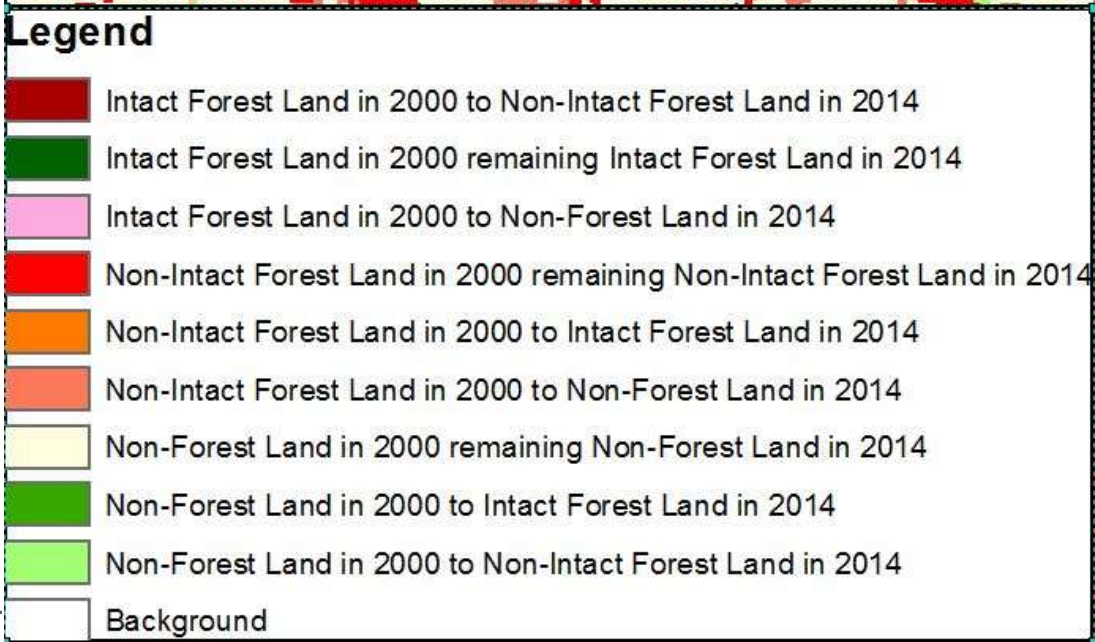 Legend
Intact Forest Land in 2000 to Non-Intact Forest Land in 2014
Intact Forest Land in 2000 remaining Intact Forest Land in 2014
Intact Forest Land in 2000 to Non-Forest Land in 2014
Non-Intact Forest Land in 2000 remaining Non-Intact Forest Land in 2014
Non-Intact Forest Land in 2000 to Intact Forest Land in 2014
Non-Intact Forest Land in 2000 to Non-Forest Land in 2014
Non-Forest Land in 2000 remaining Non-Forest Land in 2014
Non-Forest Land in 2000 to Intact Forest Land in 2014
Non-Forest Land in 2000 to Non-Intact Forest Land in 2014
Background